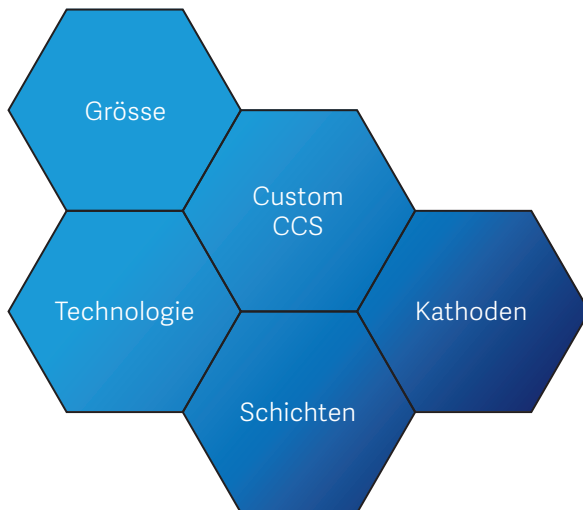 Grösse
Custom
CCS
Technologie
Kathoden
Schichten